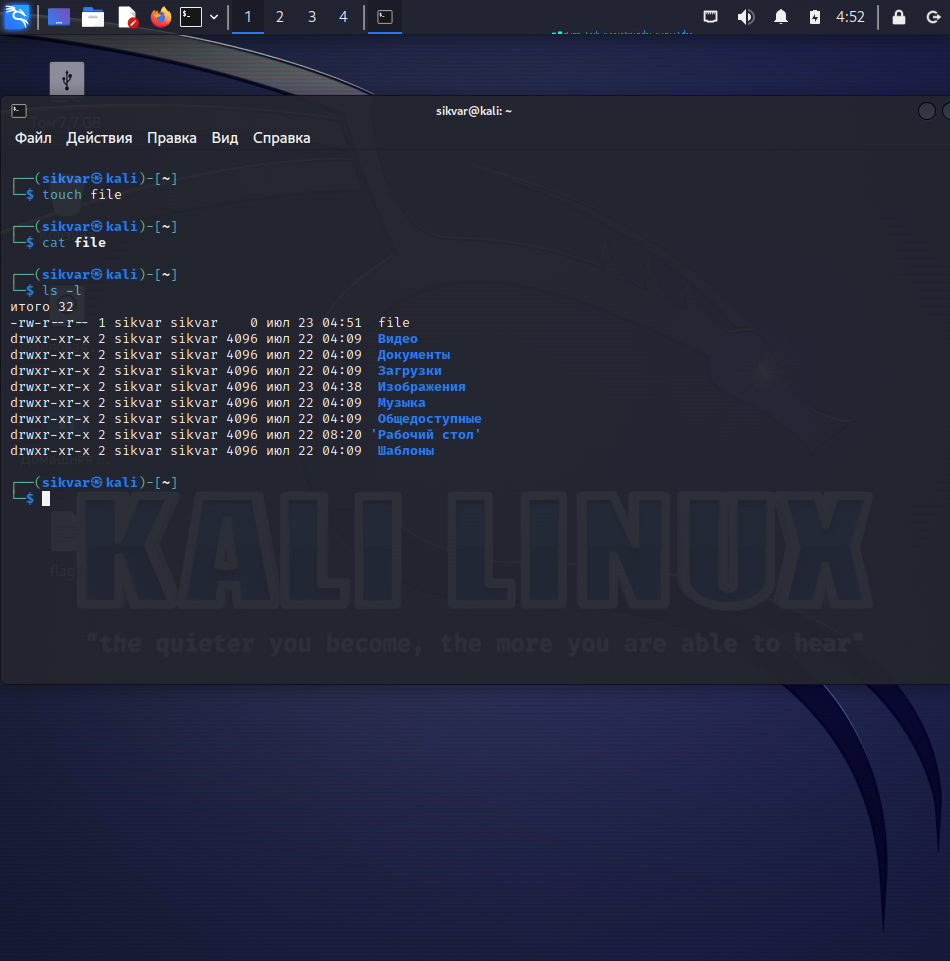 1 2 3 4 4:52
Том 7,7 GB
sikvar@kali: ~
Файл Действия Правка Вид Справка
┌──(sikvar㉿kali)-[~]
└─$ touch file
┌──(sikvar㉿kali)-[~]
└─$ cat file
┌──(sikvar㉿kali)-[~]
└─$ ls -l
итого 32
-rw-r--r-- 1 sikvar sikvar    0 июл 23 04:51  file
drwxr-xr-x 2 sikvar sikvar 4096 июл 22 04:09  Видео
drwxr-xr-x 2 sikvar sikvar 4096 июл 22 04:09  Документы
drwxr-xr-x 2 sikvar sikvar 4096 июл 22 04:09  Загрузки
drwxr-xr-x 2 sikvar sikvar 4096 июл 23 04:38  Изображения
drwxr-xr-x 2 sikvar sikvar 4096 июл 22 04:09  Музыка
drwxr-xr-x 2 sikvar sikvar 4096 июл 22 04:09  Общедоступные
drwxr-xr-x 2 sikvar sikvar 4096 июл 22 08:20 'Рабочий стол'
drwxr-xr-x 2 sikvar sikvar 4096 июл 22 04:09  Шаблоны
┌──(sikvar㉿kali)-[~]
└─$
KALI LINUX
flag
"the quieter you become, the more you are able to hear"